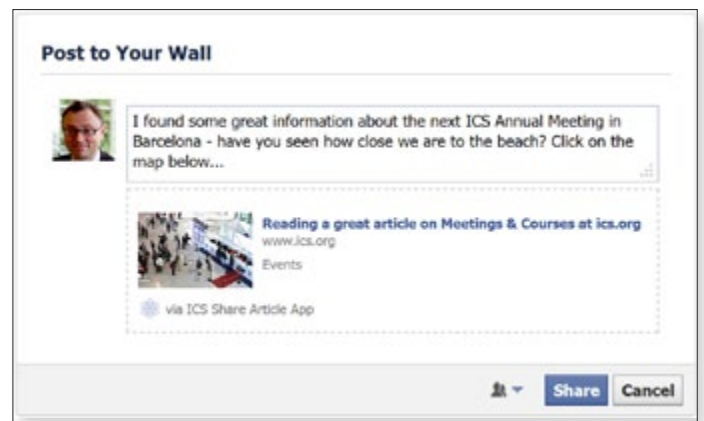 Post to Your Wall
I found some great information about the next ICS Annual Meeting in
Barcelona - have you seen how close we are to the beach? Click on the
map below...
Reading a great article on Meetings & Courses at ics.org
www.ics.org
Events
via ICS Share Article App
Share Cancel